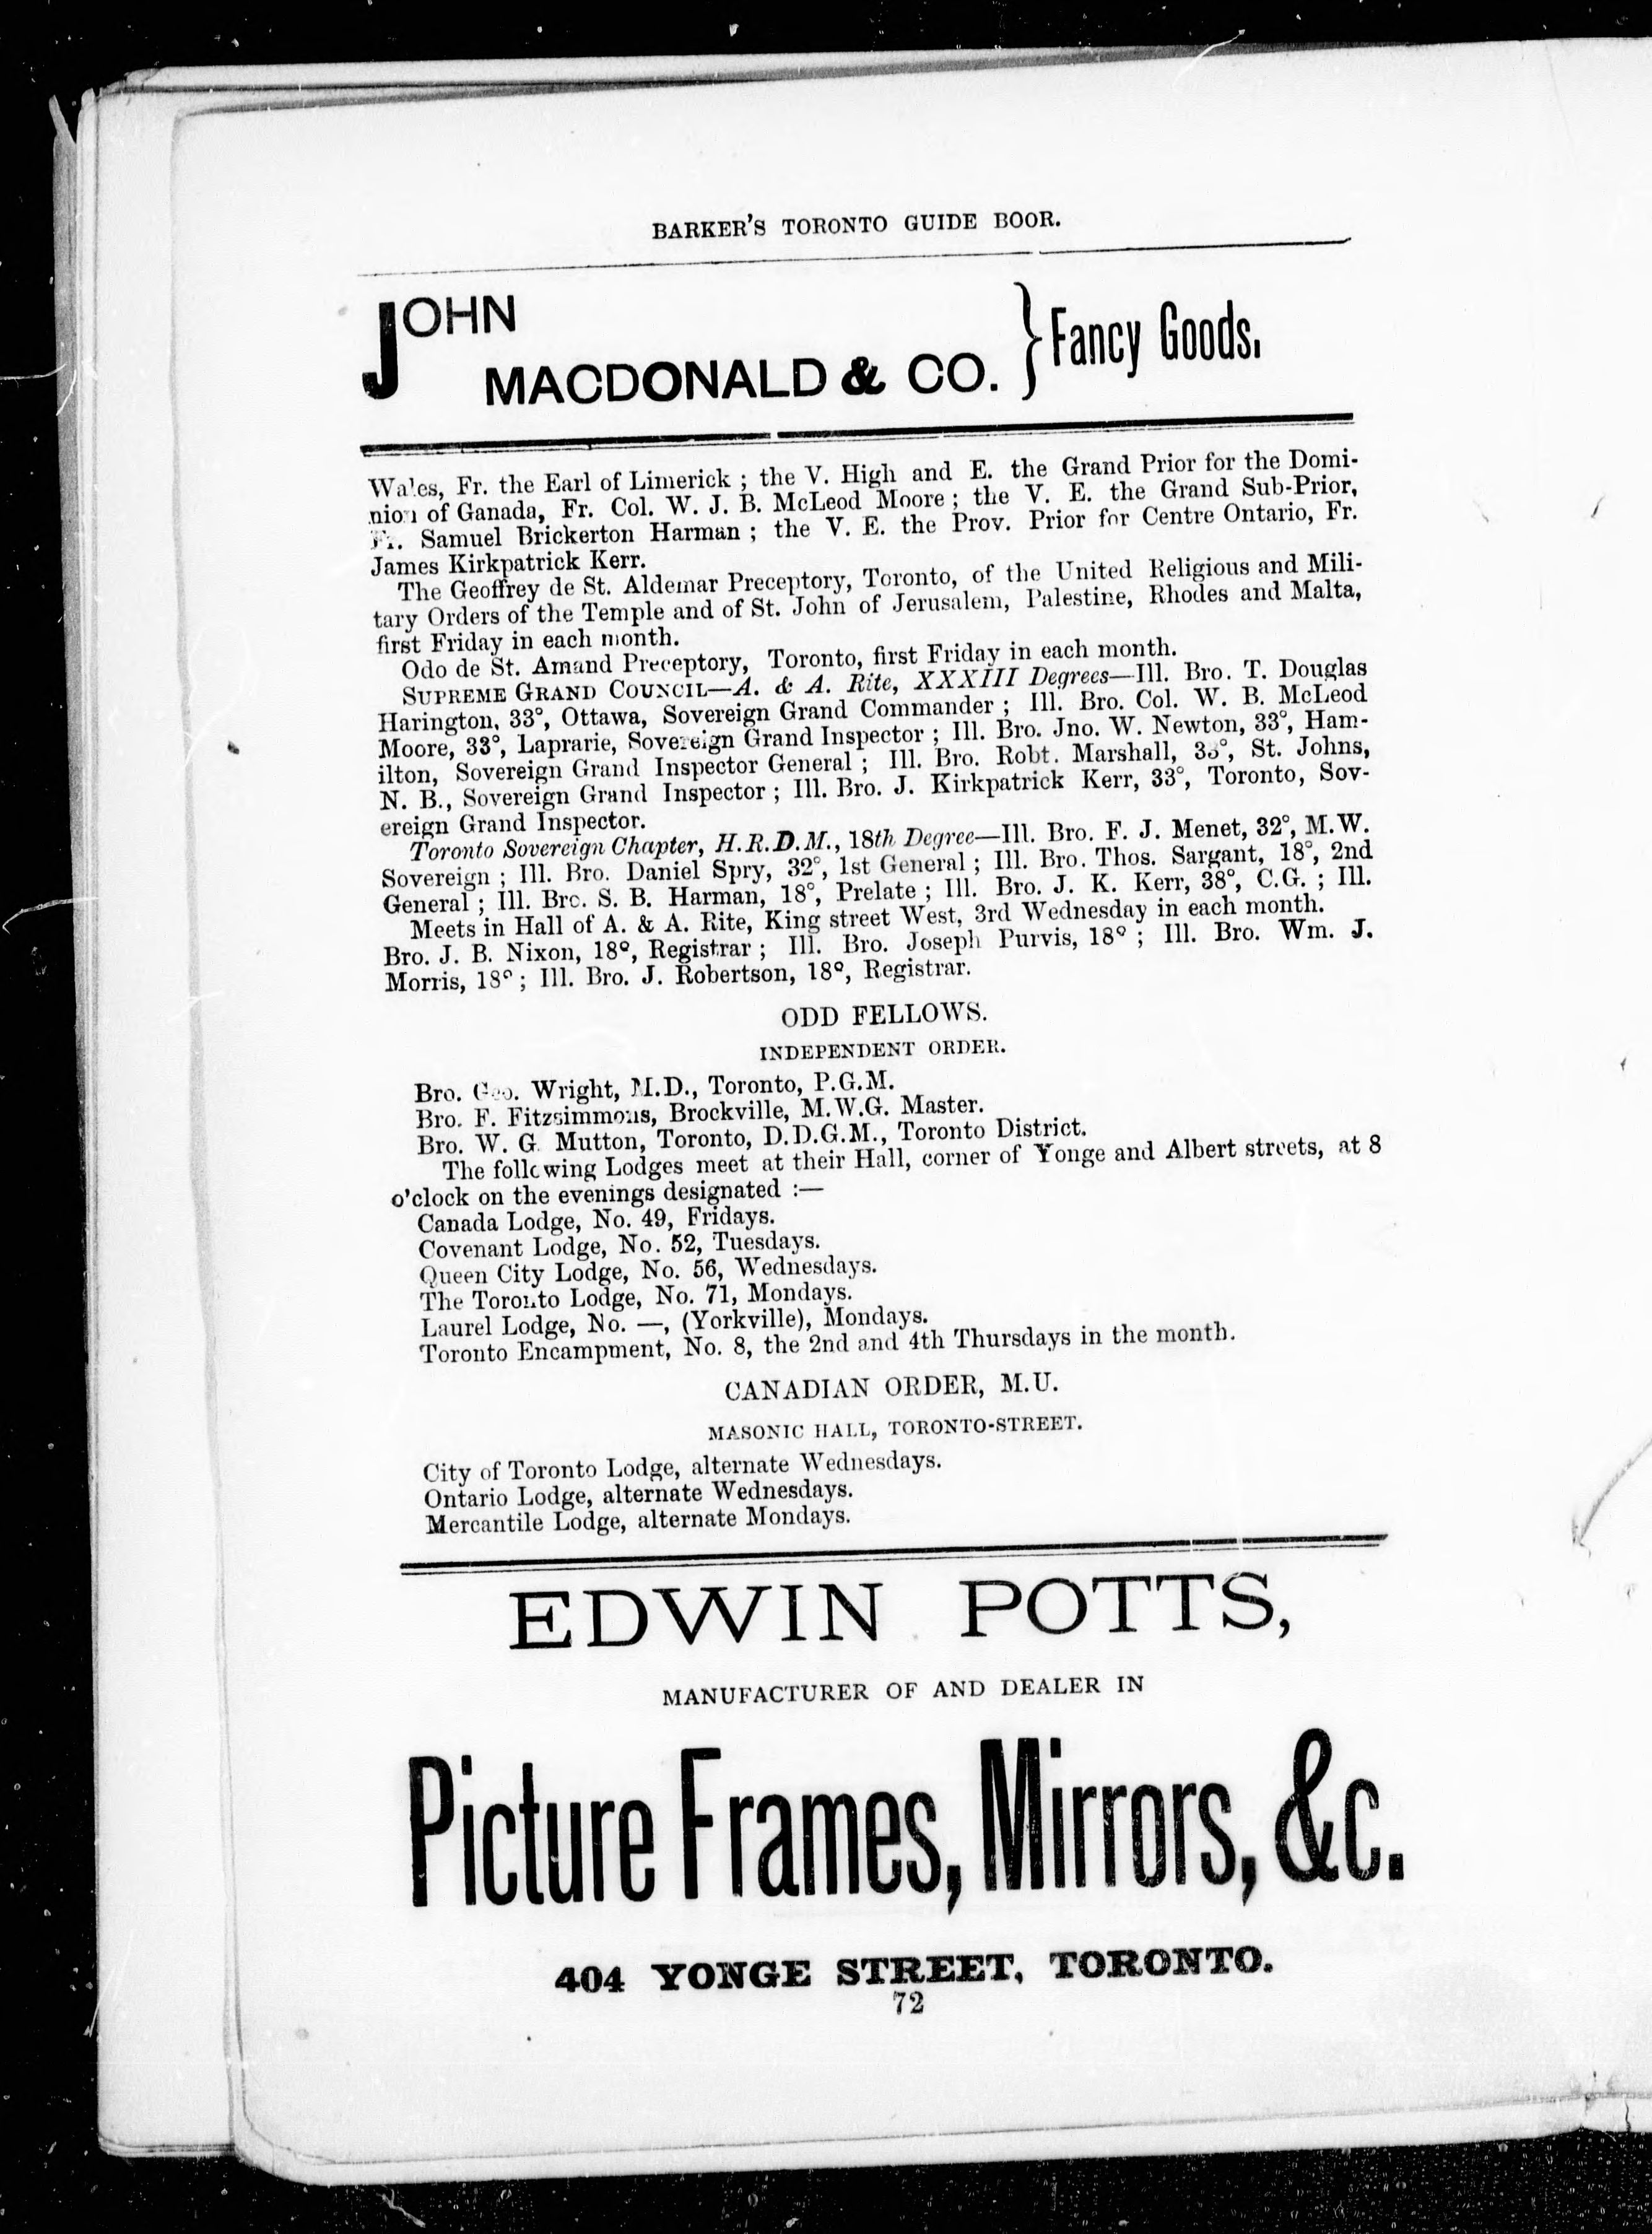 BARKER'S TORONTO GUIDE BOOR.
JOHN
MACDONALD & CO. } Fancy Goods.
Wales, Fr. the Earl of Limerick ; the V. High and E. the Grand Prior for the Domi-
nion of Ganada, Fr. Col. W. J. B. McLeod Moore ; the V. E. the Grand Sub-Prior,
Fr. Samuel Brickerton Harman ; the V. E. the Prov. Prior for Centre Ontario, Fr.
James Kirkpatrick Kerr.
The Geoffrey de St. Aldemar Preceptory, Toronto, of the United Religious and Mili-
tary Orders of the Temple and of St. John of Jerusalem, Palestine, Rhodes and Malta,
first Friday in each month.
Odo de St. Amand Preceptory, Toronto, first Friday in each month.
SUPREME GRAND COUNCIL—A. & A. Rite, XXXIII Degrees—Ill. Bro. T. Douglas
Harington, 33°, Ottawa, Sovereign Grand Commander ; Ill. Bro. Col. W. B. McLeod
Moore, 33°, Laprarie, Sovereign Grand Inspector ; Ill. Bro. Jno. W. Newton, 33°, Ham-
ilton, Sovereign Grand Inspector General ; Ill. Bro. Robt. Marshall, 33°, St. Johns,
N. B., Sovereign Grand Inspector ; Ill. Bro. J. Kirkpatrick Kerr, 33°, Toronto, Sov-
ereign Grand Inspector.
Toronto Sovereign Chapter, H.R.D.M., 18th Degree—Ill. Bro. F. J. Menet, 32°, M.W.
Sovereign ; Ill. Bro. Daniel Spry, 32°, 1st General ; Ill. Bro. Thos. Sargant, 18°, 2nd
General ; Ill. Bro. S. B. Harman, 18°, Prelate ; Ill. Bro. J. K. Kerr, 38°, C.G. ; Ill.
Meets in Hall of A. & A. Rite, King street West, 3rd Wednesday in each month.
Bro. J. B. Nixon, 18°, Registrar ; Ill. Bro. Joseph Purvis, 18° ; Ill. Bro. Wm. J.
Morris, 18° ; Ill. Bro. J. Robertson, 18°, Registrar.
ODD FELLOWS.
INDEPENDENT ORDER.
Bro. Geo. Wright, M.D., Toronto, P.G.M.
Bro. F. Fitzsimmons, Brockville, M.W.G. Master.
Bro. W. G. Mutton, Toronto, D.D.G.M., Toronto District.
The following Lodges meet at their Hall, corner of Yonge and Albert streets, at 8
o'clock on the evenings designated :—
Canada Lodge, No. 49, Fridays.
Covenant Lodge, No. 52, Tuesdays.
Queen City Lodge, No. 56, Wednesdays.
The Toronto Lodge, No. 71, Mondays.
Laurel Lodge, No. —, (Yorkville), Mondays.
Toronto Encampment, No. 8, the 2nd and 4th Thursdays in the month.
CANADIAN ORDER, M.U.
MASONIC HALL, TORONTO-STREET.
City of Toronto Lodge, alternate Wednesdays.
Ontario Lodge, alternate Wednesdays.
Mercantile Lodge, alternate Mondays.
EDWIN POTTS,
MANUFACTURER OF AND DEALER IN
Picture Frames, Mirrors, &c.
404 YONGE STREET, TORONTO.
72